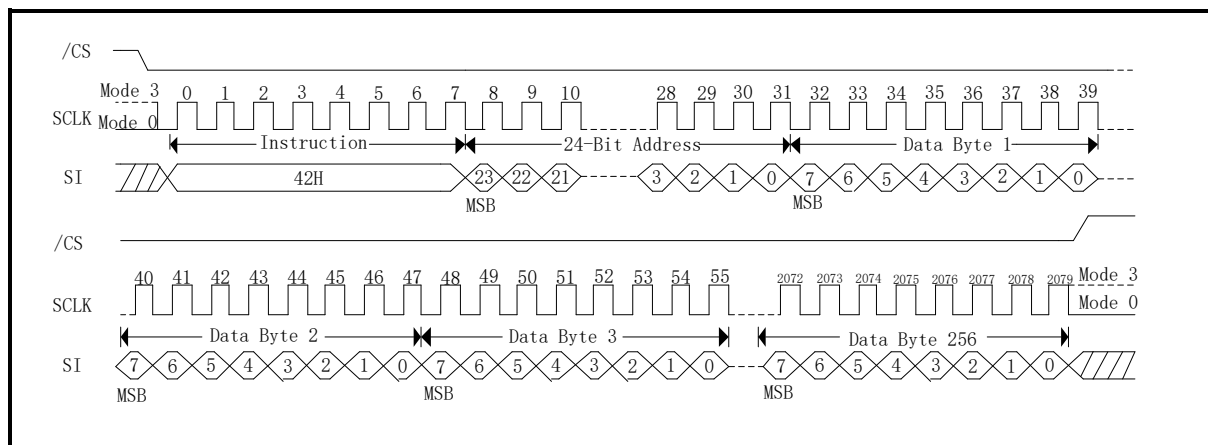 /CS
Mode 3 0 1 2 3 4 5 6 7 8 9 10 28 29 30 31 32 33 34 35 36 37 38 39
SCLK
Mode 0
Instruction 24-Bit Address Data Byte 1
SI 42H 23 22 21 3 2 1 0 7 6 5 4 3 2 1 0
MSB MSB
/CS
40 41 42 43 44 45 46 47 48 49 50 51 52 53 54 55 2072 2073 2074 2075 2076 2077 2078 2079 Mode 3
SCLK Mode 0
Data Byte 2 Data Byte 3 Data Byte 256
SI 7 6 5 4 3 2 1 0 7 6 5 4 3 2 1 0 7 6 5 4 3 2 1 0
MSB MSB MSB